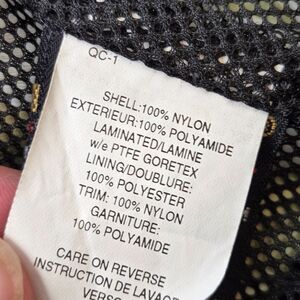 QC-1
SHELL:100% NYLON
EXTERIEUR:100% POLYAMIDE
LAMINATED/LAMINE
w/e PTFE GORETEX
LINING/DOUBLURE:
100% POLYESTER
TRIM: 100% NYLON
GARNITURE:
100% POLYAMIDE
CARE ON REVERSE
INSTRUCTION DE LAVAGE
VERSO